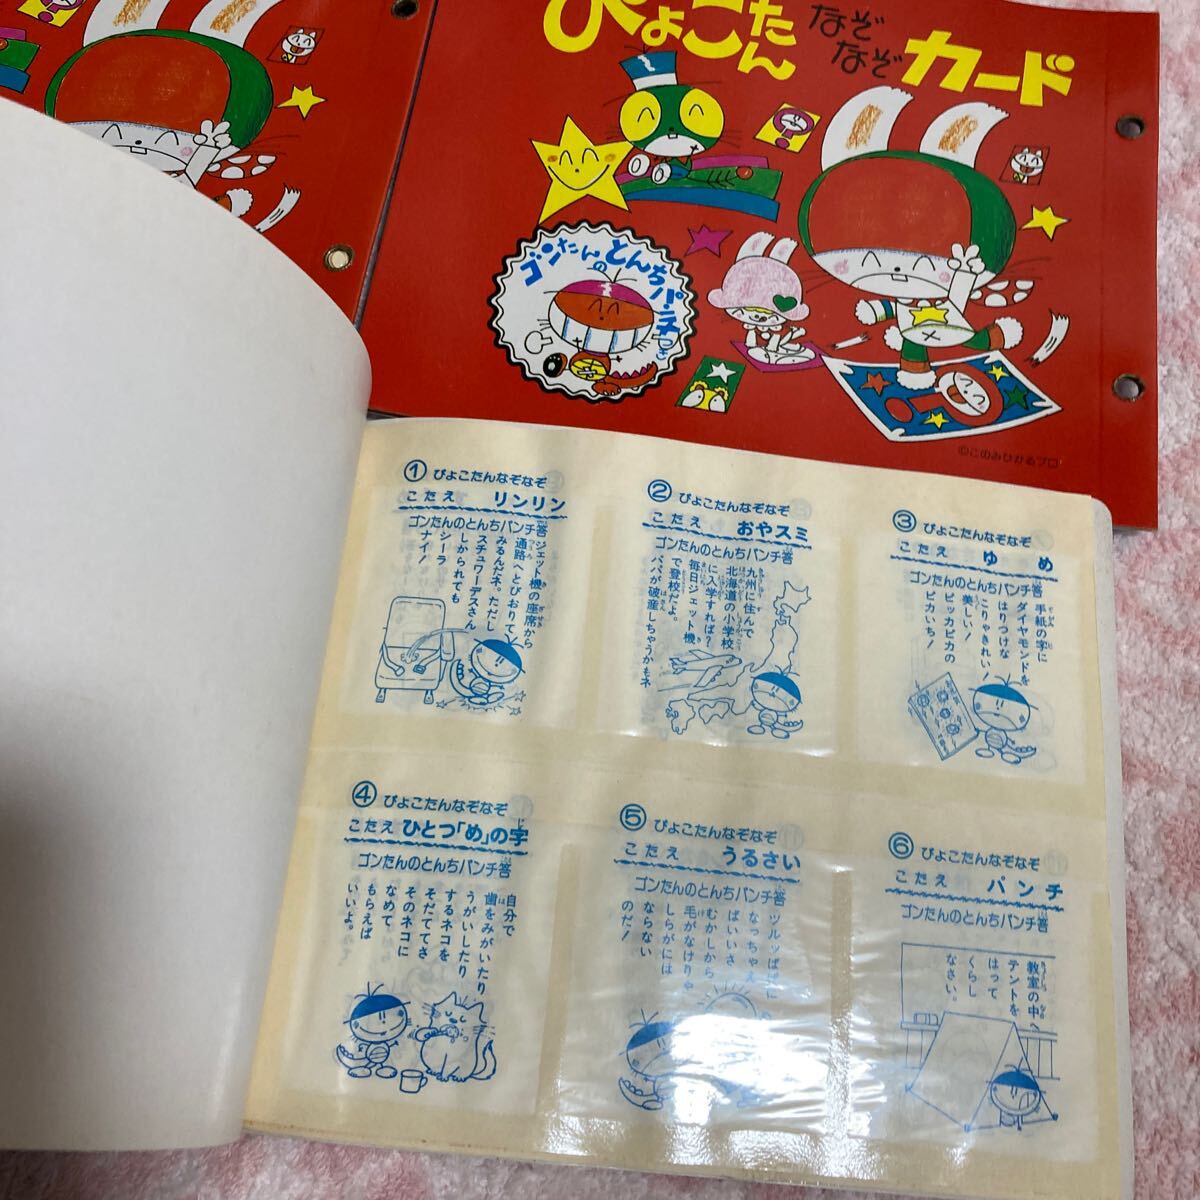 ぴょこたん なぞなぞ カード
ゴンたんの とんちパンチつき
©このみひかるプロ
① ぴょこたんなぞなぞ
こたえ リンリン
ゴンたんのとんちパンチ答
ジェット機の座席から
通路へとびおりて
みるんだネ。ただし
スチュワーデスさん
にしかられても
シーラ
ナイ!
② ぴょこたんなぞなぞ
こたえ おやスミ
ゴンたんのとんちパンチ答
九州に住んで
北海道の小学校
に入学すれば?
毎日ジェット機
で登校だよ。
パパが破産しちゃうかもネ
③ ぴょこたんなぞなぞ
こたえ ゆめ
ゴンたんのとんちパンチ答
手紙の字に
ダイヤモンドを
はりつけな
こりゃきれい!
美しい!
ピッカピカの
ピカいち!
④ ぴょこたんなぞなぞ
こたえ ひとつ「め」の字
ゴンたんのとんちパンチ答
自分で
歯をみがいたり
うがいしたり
するネコを
そだててさ
そのネコに
なめて
もらえば
いいよ。
⑤ ぴょこたんなぞなぞ
こたえ うるさい
ゴンたんのとんちパンチ答
ツルッぱげに
なっちゃえ
ばいいさ
むかしから
毛がなけりゃ
しらがには
ならない
のだ!
⑥ ぴょこたんなぞなぞ
こたえ パンチ
ゴンたんのとんちパンチ答
教室の中へ
テントを
はって
くらし
なさい。